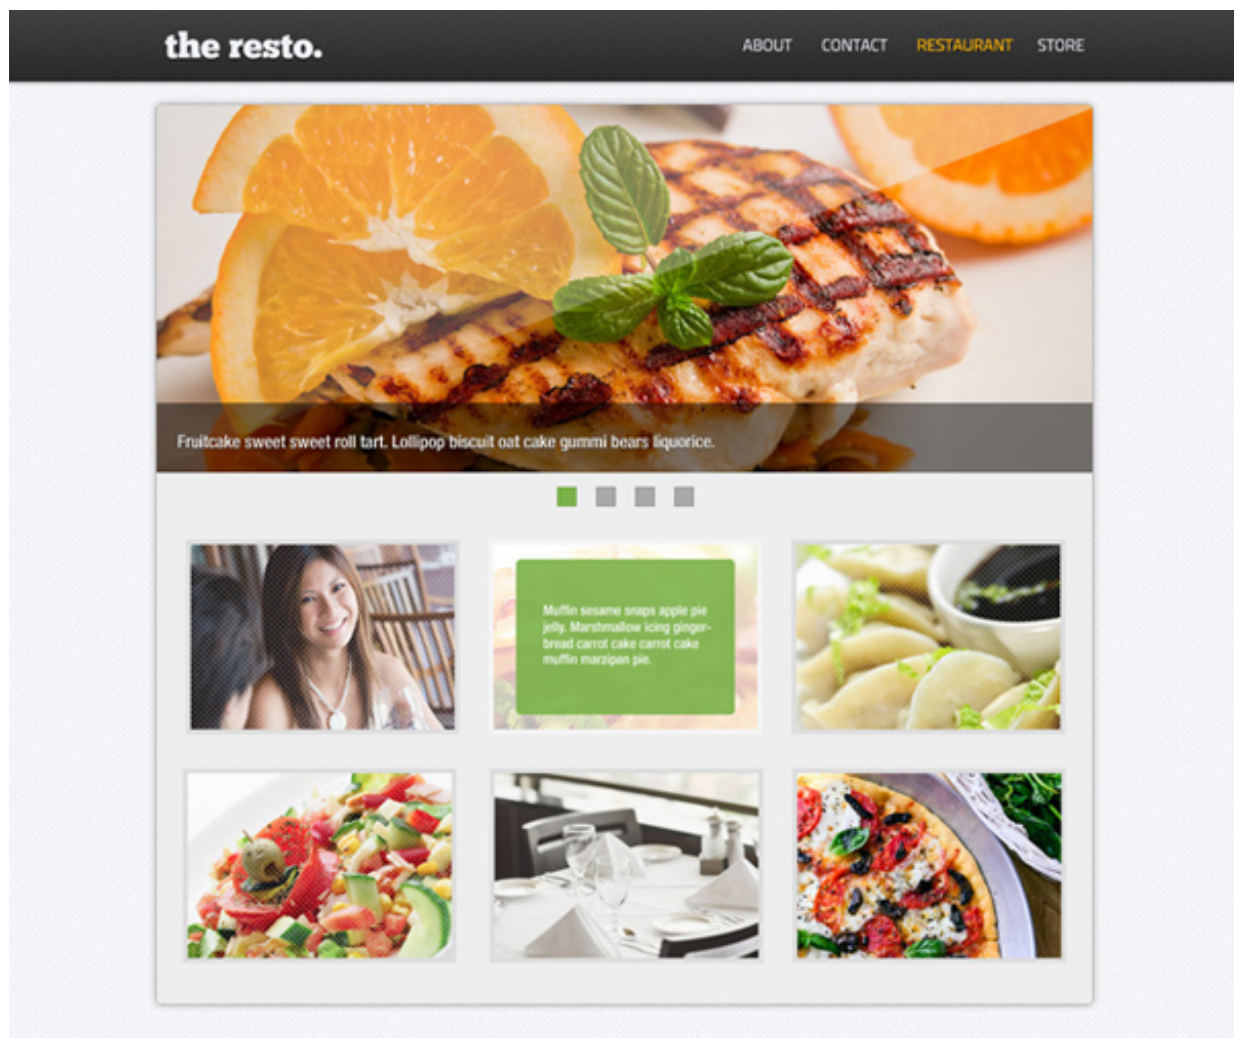 the resto.
ABOUT CONTACT RESTAURANT STORE
Fruitcake sweet sweet roll tart. Lollipop biscuit oat cake gummi bears liquorice.
Muffin sesame snaps apple pie
jelly. Marshmallow icing ginger-
bread carrot cake carrot cake
muffin marzipan pie.